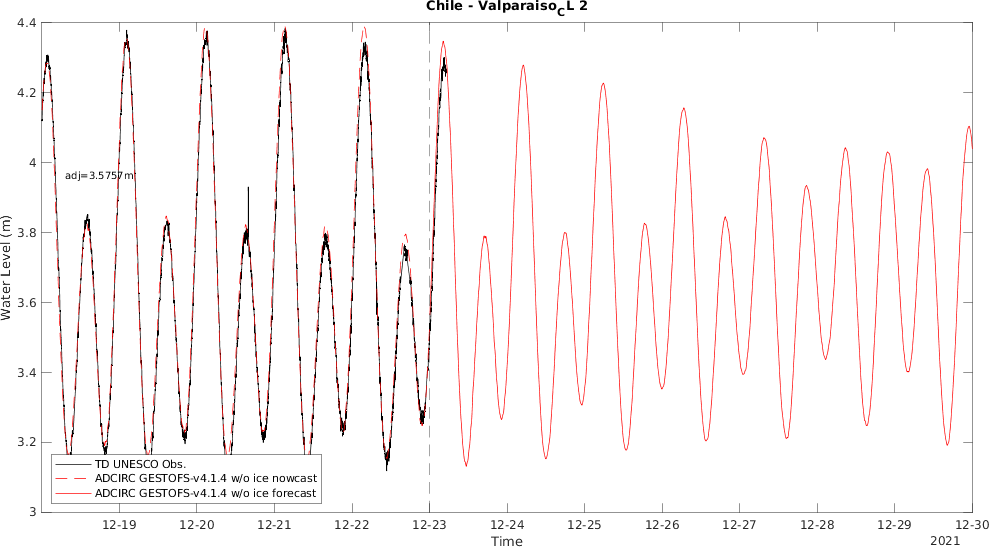 Chile - Valparaiso_CL 2
4.4
4.2
4
3.8
3.6
3.4
3.2
3
Water Level (m)
adj=3.5757m
TD UNESCO Obs.
ADCIRC GESTOFS-v4.1.4 w/o ice nowcast
ADCIRC GESTOFS-v4.1.4 w/o ice forecast
12-19 12-20 12-21 12-22 12-23 12-24 12-25 12-26 12-27 12-28 12-29 12-30
Time
2021